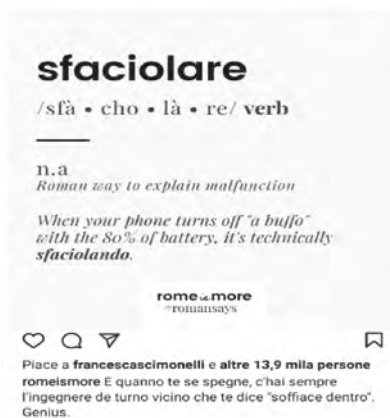 sfaciolare
/sfà • cho • là • re/ verb
n.a
Roman way to explain malfunction
When your phone turns off "a buffo"
with the 80% of battery, it's technically
sfaciolando.
rome is more
#romansays
Piace a francescascimonelli e altre 13,9 mila persone
romeismore E quanno te se spegne, c'hai sempre
l'ingegnere de turno vicino che te dice "soffiace dentro".
Genius.